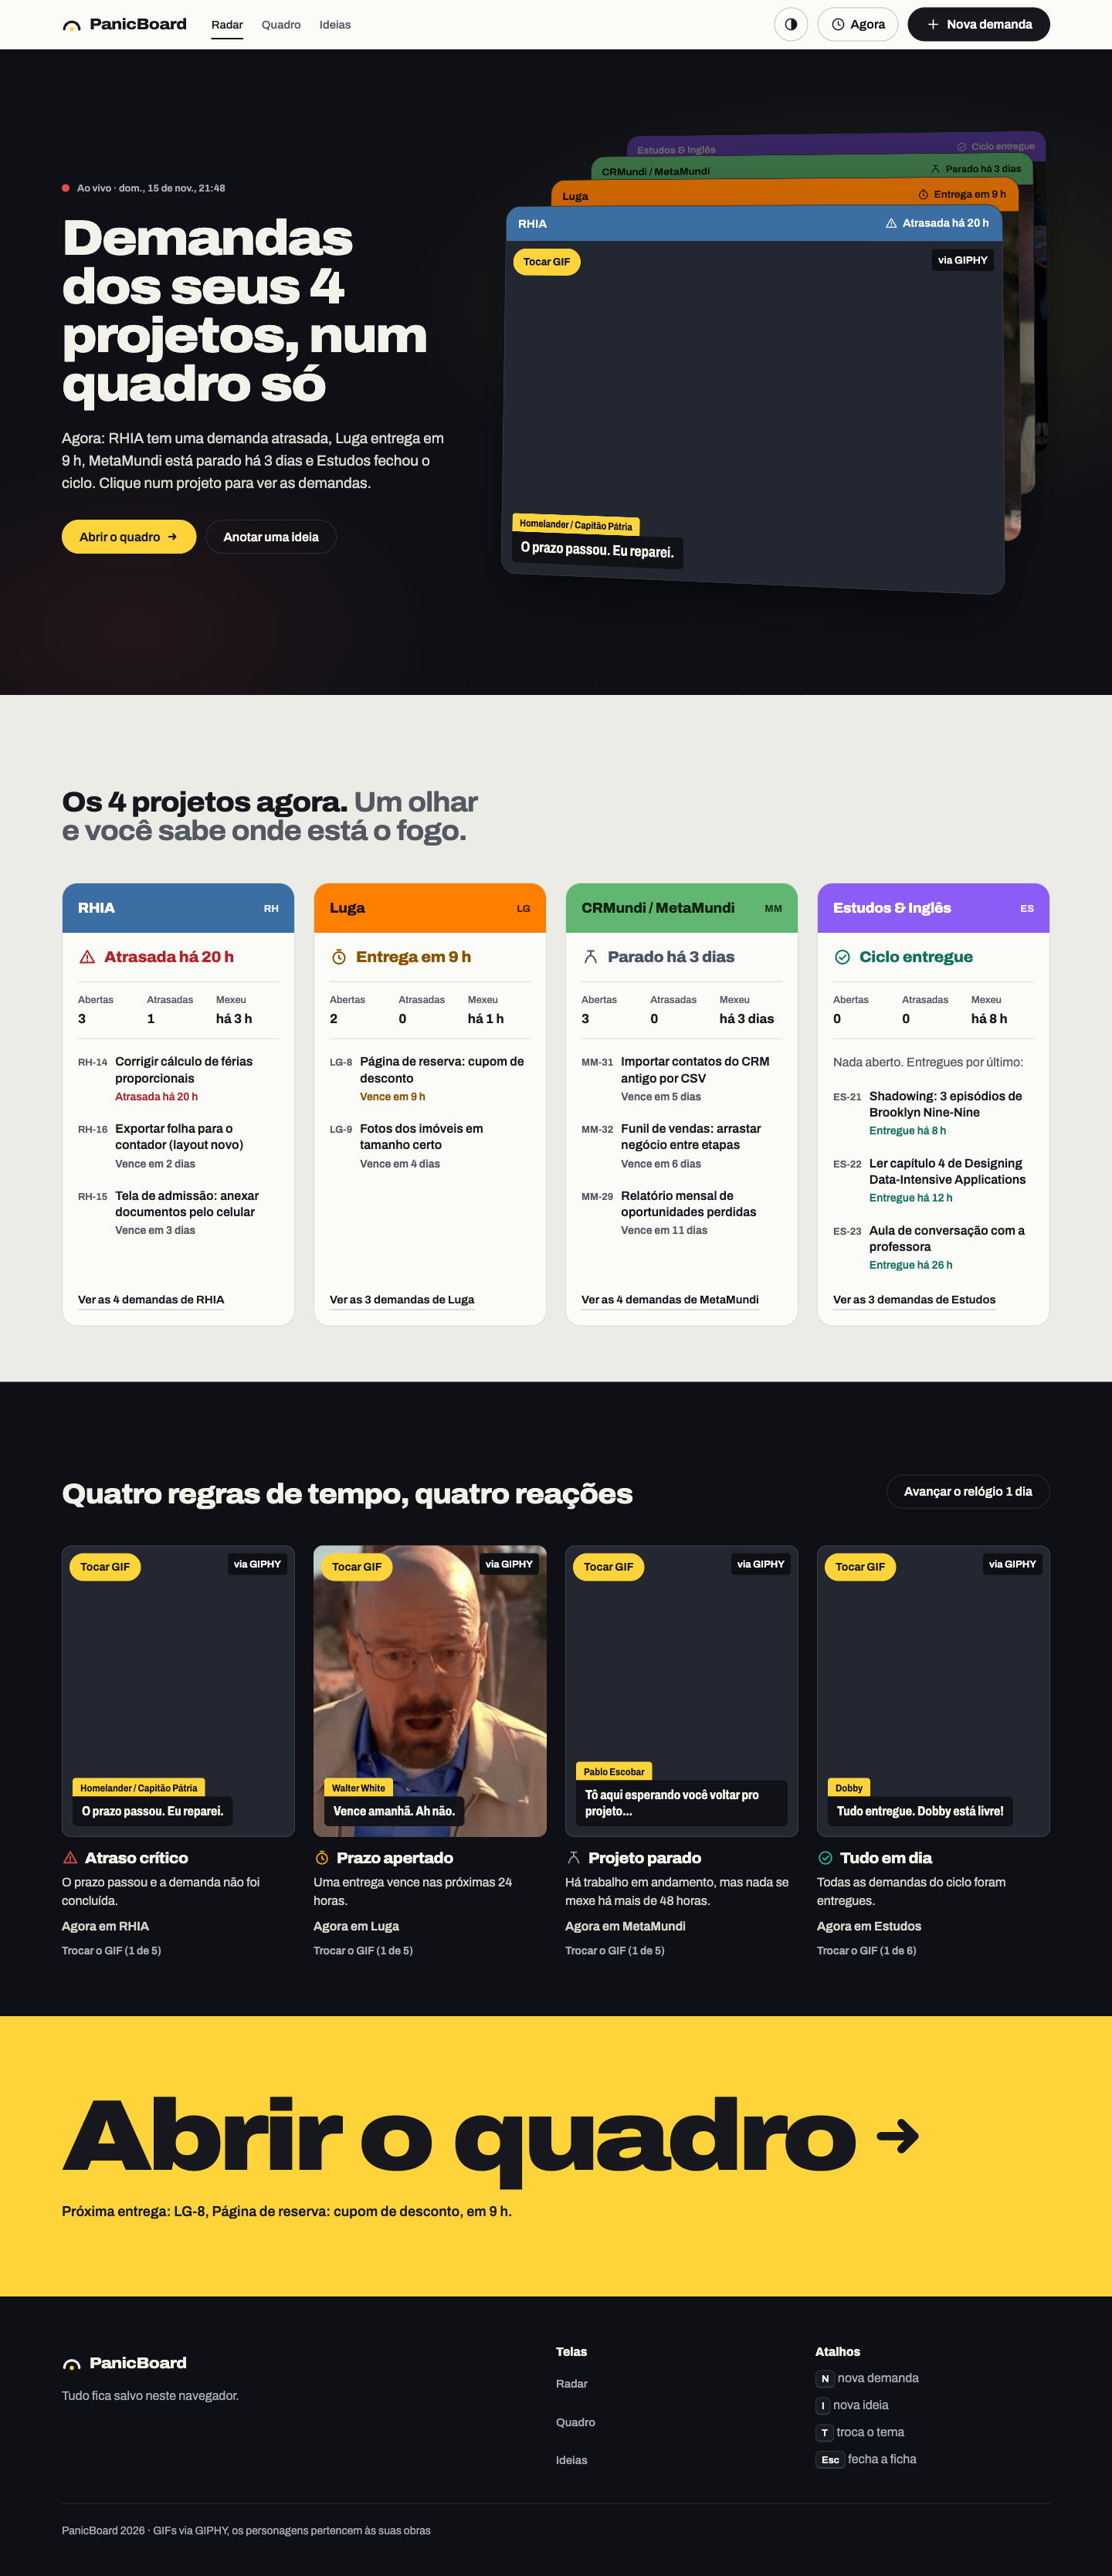 PanicBoard
Radar
Quadro
Ideias
Agora
Nova demanda
Ao vivo · dom., 15 de nov., 21:48
Demandas
dos seus 4
projetos, num
quadro só
Agora: RHIA tem uma demanda atrasada, Luga entrega em
9 h, MetaMundi está parado há 3 dias e Estudos fechou o
ciclo. Clique num projeto para ver as demandas.
Abrir o quadro
Anotar uma ideia
Estudos & Inglês
Ciclo entregue
CRMundi / MetaMundi
Parado há 3 dias
Luga
Entrega em 9 h
RHIA
Atrasada há 20 h
Tocar GIF
via GIPHY
Homelander / Capitão Pátria
O prazo passou. Eu reparei.
Os 4 projetos agora. Um olhar
e você sabe onde está o fogo.
RHIA
RH
Atrasada há 20 h
Abertas
Atrasadas
Mexeu
3
1
há 3 h
RH-14
Corrigir cálculo de férias
proporcionais
Atrasada há 20 h
RH-16
Exportar folha para o
contador (layout novo)
Vence em 2 dias
RH-15
Tela de admissão: anexar
documentos pelo celular
Vence em 3 dias
Ver as 4 demandas de RHIA
Luga
LG
Entrega em 9 h
Abertas
Atrasadas
Mexeu
2
0
há 1 h
LG-8
Página de reserva: cupom de
desconto
Vence em 9 h
LG-9
Fotos dos imóveis em
tamanho certo
Vence em 4 dias
Ver as 3 demandas de Luga
CRMundi / MetaMundi
MM
Parado há 3 dias
Abertas
Atrasadas
Mexeu
3
0
há 3 dias
MM-31
Importar contatos do CRM
antigo por CSV
Vence em 5 dias
MM-32
Funil de vendas: arrastar
negócio entre etapas
Vence em 6 dias
MM-29
Relatório mensal de
oportunidades perdidas
Vence em 11 dias
Ver as 4 demandas de MetaMundi
Estudos & Inglês
ES
Ciclo entregue
Abertas
Atrasadas
Mexeu
0
0
há 8 h
Nada aberto. Entregues por último:
ES-21
Shadowing: 3 episódios de
Brooklyn Nine-Nine
Entregue há 8 h
ES-22
Ler capítulo 4 de Designing
Data-Intensive Applications
Entregue há 12 h
ES-23
Aula de conversação com a
professora
Entregue há 26 h
Ver as 3 demandas de Estudos
Quatro regras de tempo, quatro reações
Avançar o relógio 1 dia
Tocar GIF
via GIPHY
Homelander / Capitão Pátria
O prazo passou. Eu reparei.
Atraso crítico
O prazo passou e a demanda não foi
concluída.
Agora em RHIA
Trocar o GIF (1 de 5)
Tocar GIF
via GIPHY
Walter White
Vence amanhã. Ah não.
Prazo apertado
Uma entrega vence nas próximas 24
horas.
Agora em Luga
Trocar o GIF (1 de 5)
Tocar GIF
via GIPHY
Pablo Escobar
Tô aqui esperando você voltar pro
projeto...
Projeto parado
Há trabalho em andamento, mas nada se
mexe há mais de 48 horas.
Agora em MetaMundi
Trocar o GIF (1 de 5)
Tocar GIF
via GIPHY
Dobby
Tudo entregue. Dobby está livre!
Tudo em dia
Todas as demandas do ciclo foram
entregues.
Agora em Estudos
Trocar o GIF (1 de 6)
Abrir o quadro
Próxima entrega: LG-8, Página de reserva: cupom de desconto, em 9 h.
PanicBoard
Tudo fica salvo neste navegador.
Telas
Radar
Quadro
Ideias
Atalhos
N nova demanda
I nova ideia
T troca o tema
Esc fecha a ficha
PanicBoard 2026 · GIFs via GIPHY, os personagens pertencem às suas obras